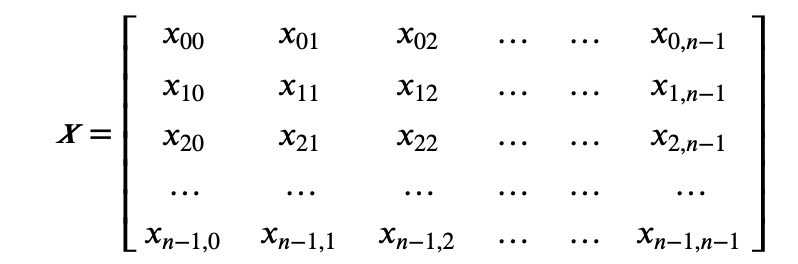 x₀₀ x₀₁ x₀₂ … … x₀,ₙ₋₁
x₁₀ x₁₁ x₁₂ … … x₁,ₙ₋₁
X = [ x₂₀ x₂₁ x₂₂ … … x₂,ₙ₋₁ ]
… … … … … …
xₙ₋₁,₀ xₙ₋₁,₁ xₙ₋₁,₂ … … xₙ₋₁,ₙ₋₁